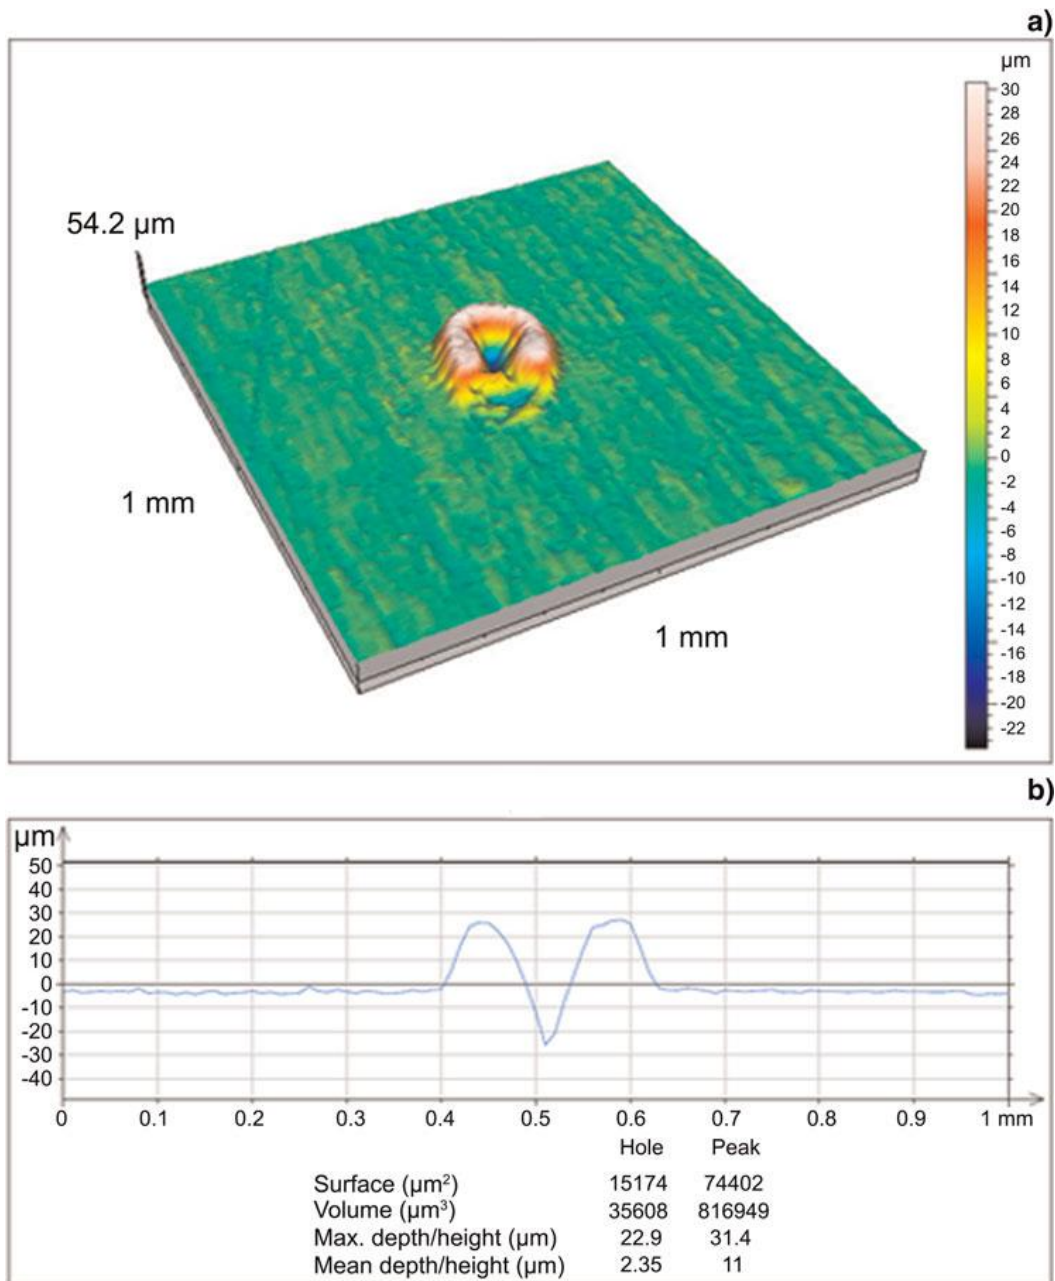 a)
µm
30
28
26
24
22
20
18
16
14
12
10
8
6
4
2
0
-2
-4
-6
-8
-10
-12
-14
-16
-18
-20
-22
54.2 µm
1 mm
1 mm
b)
µm
50
40
30
20
10
0
-10
-20
-30
-40
0 0.1 0.2 0.3 0.4 0.5 0.6 0.7 0.8 0.9 1 mm
Hole Peak
Surface (µm²) 15174 74402
Volume (µm³) 35608 816949
Max. depth/height (µm) 22.9 31.4
Mean depth/height (µm) 2.35 11